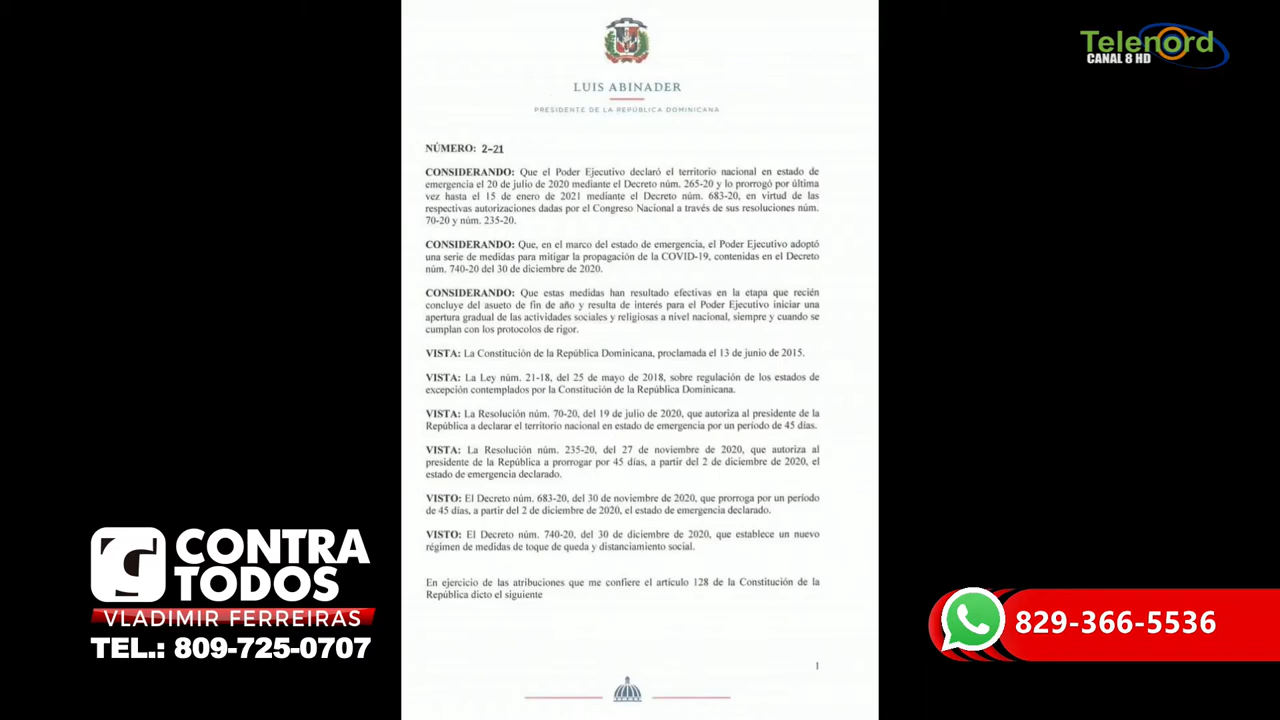 Telenord
CANAL 8 HD
LUIS ABINADER
PRESIDENTE DE LA REPÚBLICA DOMINICANA
NÚMERO: 2-21
CONSIDERANDO: Que el Poder Ejecutivo declaró el territorio nacional en estado de
emergencia el 20 de julio de 2020 mediante el Decreto núm. 265-20 y lo prorrogó por última
vez hasta el 15 de enero de 2021 mediante el Decreto núm. 683-20, en virtud de las
respectivas autorizaciones dadas por el Congreso Nacional a través de sus resoluciones núm.
70-20 y núm. 235-20.
CONSIDERANDO: Que, en el marco del estado de emergencia, el Poder Ejecutivo adoptó
una serie de medidas para mitigar la propagación de la COVID-19, contenidas en el Decreto
núm. 740-20 del 30 de diciembre de 2020.
CONSIDERANDO: Que estas medidas han resultado efectivas en la etapa que recién
concluye del asueto de fin de año y resulta de interés para el Poder Ejecutivo iniciar una
apertura gradual de las actividades sociales y religiosas a nivel nacional, siempre y cuando se
cumplan con los protocolos de rigor.
VISTA: La Constitución de la República Dominicana, proclamada el 13 de junio de 2015.
VISTA: La Ley núm. 21-18, del 25 de mayo de 2018, sobre regulación de los estados de
excepción contemplados por la Constitución de la República Dominicana.
VISTA: La Resolución núm. 70-20, del 19 de julio de 2020, que autoriza al presidente de la
República a declarar el territorio nacional en estado de emergencia por un período de 45 días.
VISTA: La Resolución núm. 235-20, del 27 de noviembre de 2020, que autoriza al
presidente de la República a prorrogar por 45 días, a partir del 2 de diciembre de 2020, el
estado de emergencia declarado.
VISTO: El Decreto núm. 683-20, del 30 de noviembre de 2020, que prorroga por un período
de 45 días, a partir del 2 de diciembre de 2020, el estado de emergencia declarado.
VISTO: El Decreto núm. 740-20, del 30 de diciembre de 2020, que establece un nuevo
régimen de medidas de toque de queda y distanciamiento social.
En ejercicio de las atribuciones que me confiere el artículo 128 de la Constitución de la
República dicto el siguiente
1
CONTRA
TODOS
VLADIMIR FERREIRAS
TEL.: 809-725-0707
829-366-5536